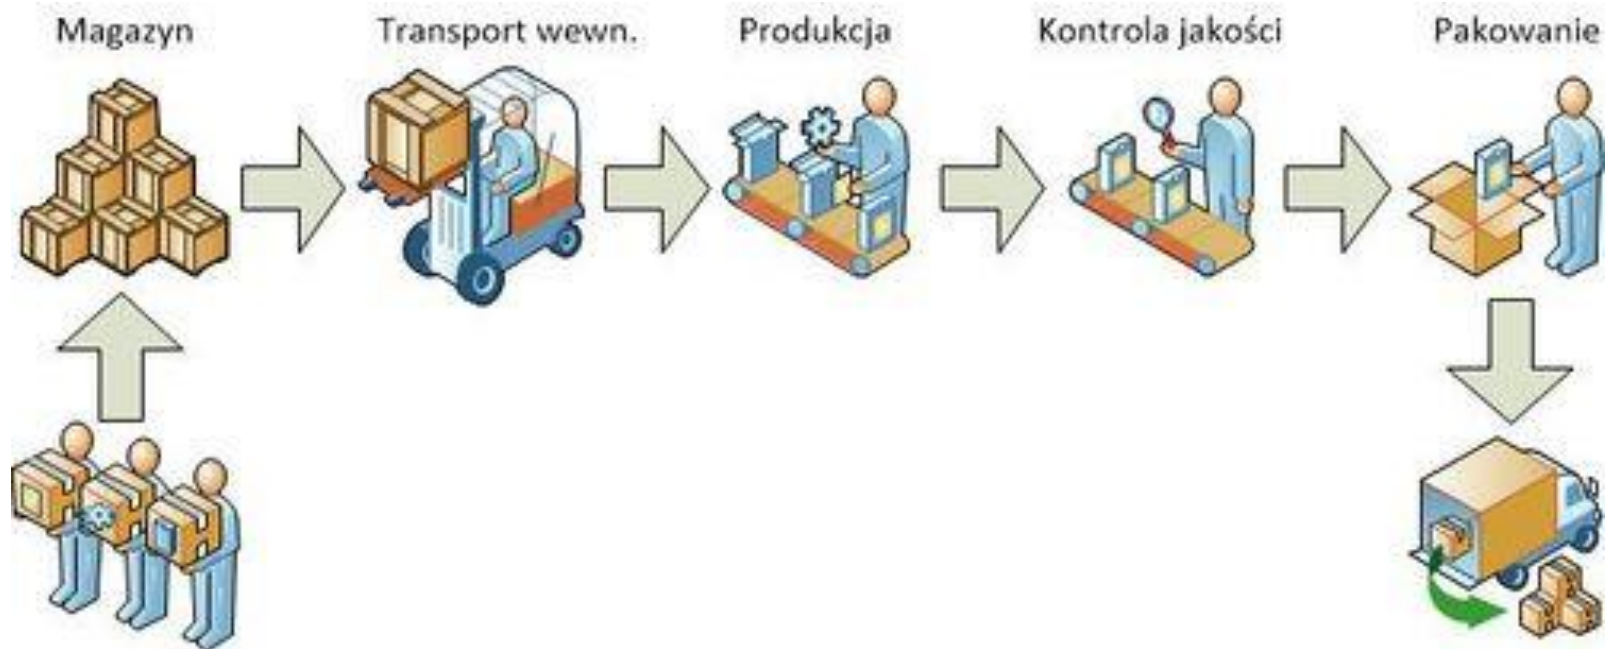 Magazyn
Transport wewn.
Produkcja
Kontrola jakości
Pakowanie